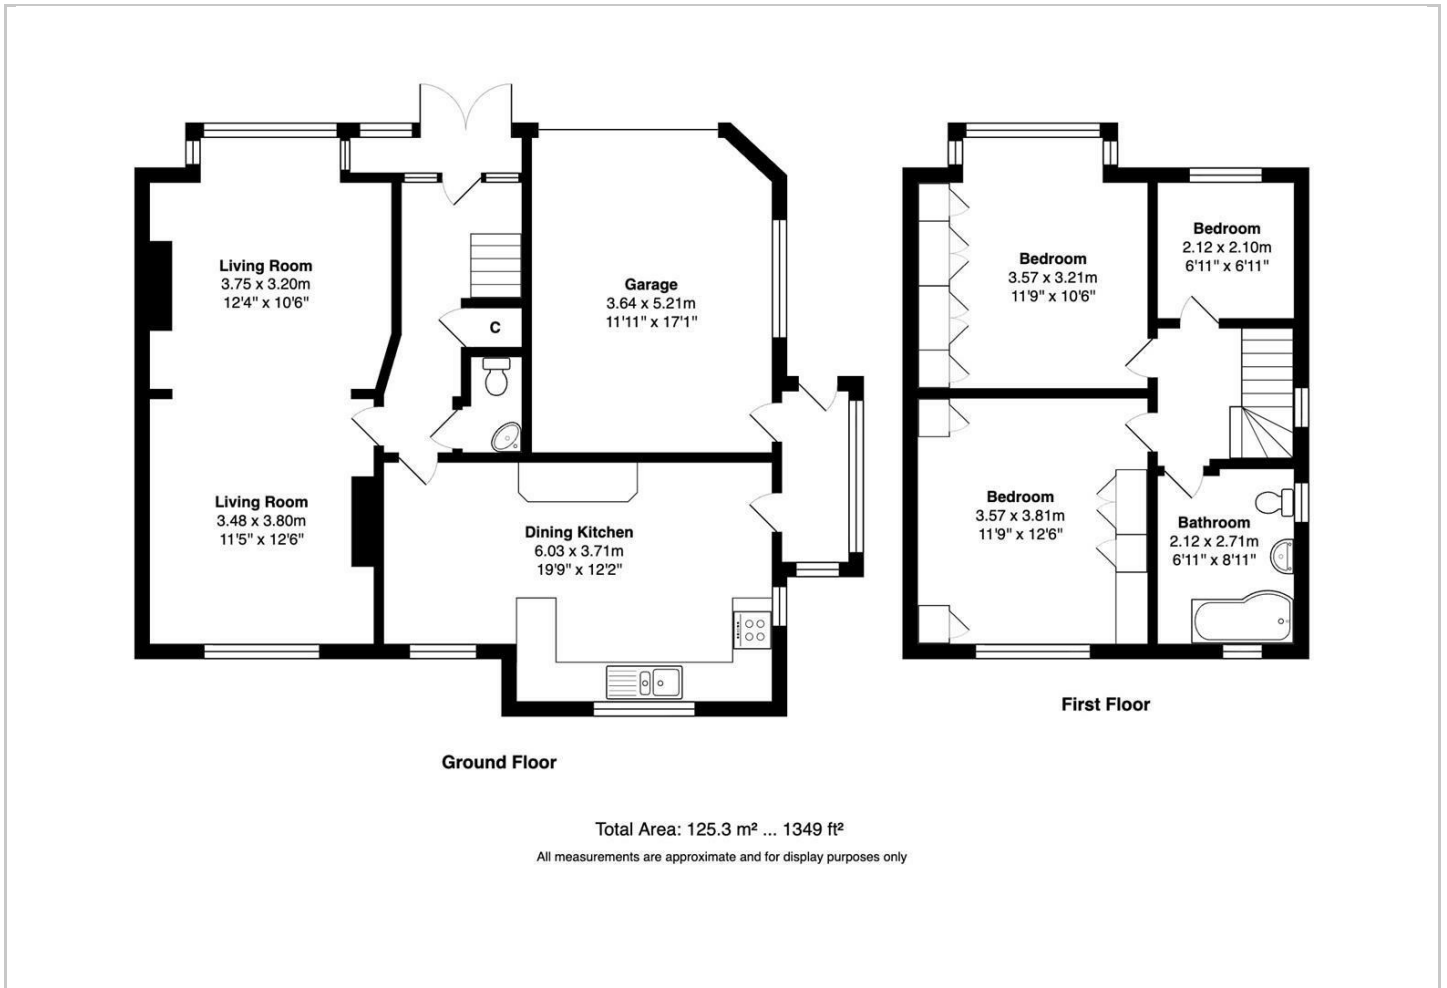 Living Room
3.75 x 3.20m
12'4" x 10'6"
Garage
3.64 x 5.21m
11'11" x 17'1"
C
Living Room
3.48 x 3.80m
11'5" x 12'6"
Dining Kitchen
6.03 x 3.71m
19'9" x 12'2"
Ground Floor
Bedroom
3.57 x 3.21m
11'9" x 10'6"
Bedroom
2.12 x 2.10m
6'11" x 6'11"
Bedroom
3.57 x 3.81m
11'9" x 12'6"
Bathroom
2.12 x 2.71m
6'11" x 8'11"
First Floor
Total Area: 125.3 m² ... 1349 ft²
All measurements are approximate and for display purposes only